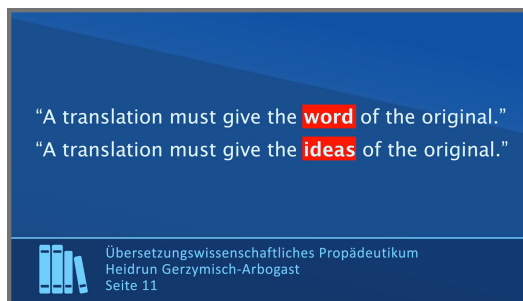 “A translation must give the word of the original.”
“A translation must give the ideas of the original.”
Übersetzungswissenschaftliches Propädeutikum
Heidrun Gerzymisch-Arbogast
Seite 11